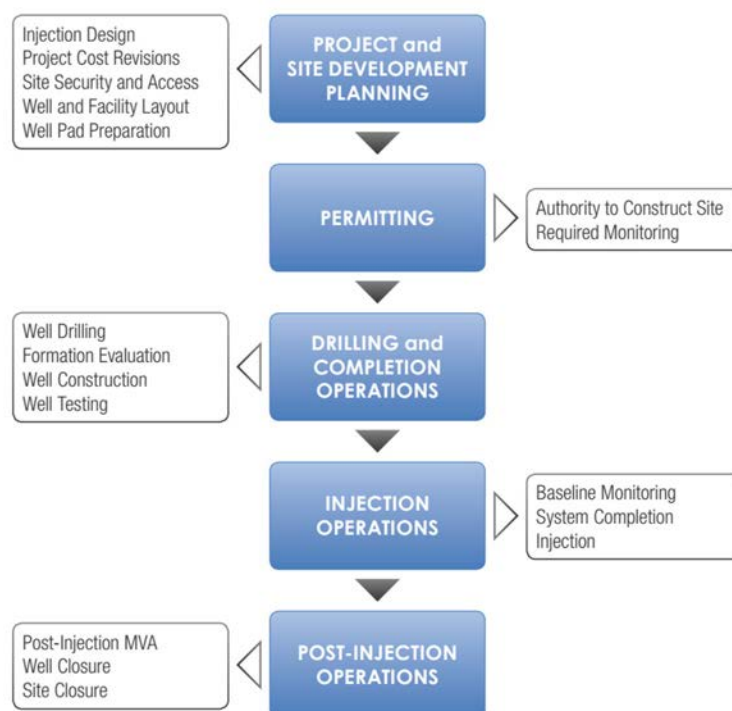 Injection Design
Project Cost Revisions
Site Security and Access
Well and Facility Layout
Well Pad Preparation
PROJECT and
SITE DEVELOPMENT
PLANNING
PERMITTING
Authority to Construct Site
Required Monitoring
Well Drilling
Formation Evaluation
Well Construction
Well Testing
DRILLING and
COMPLETION
OPERATIONS
INJECTION
OPERATIONS
Baseline Monitoring
System Completion
Injection
Post-Injection MVA
Well Closure
Site Closure
POST-INJECTION
OPERATIONS